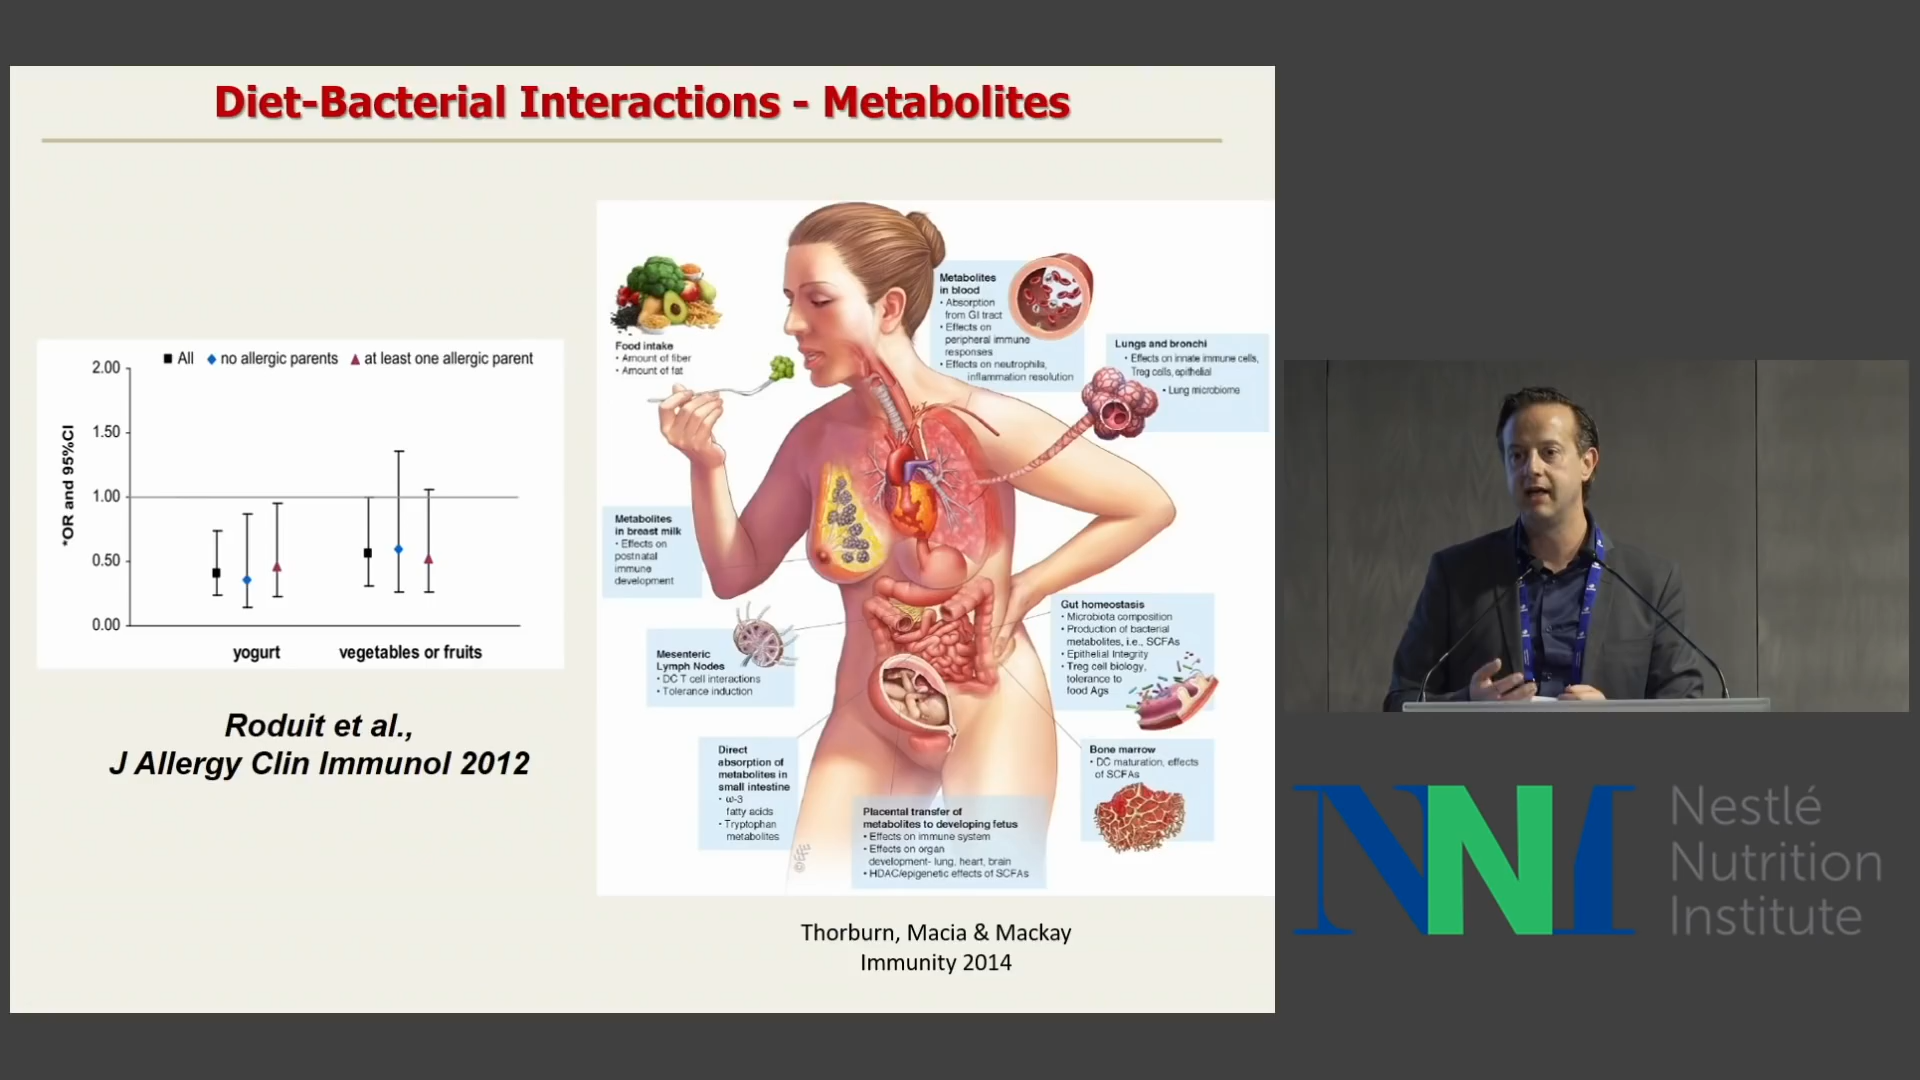 Diet-Bacterial Interactions - Metabolites
2.00
1.50
1.00
0.50
0.00
*OR and 95%CI
All
no allergic parents
at least one allergic parent
yogurt
vegetables or fruits
Roduit et al.,
J Allergy Clin Immunol 2012
Food intake
• Amount of fiber
• Amount of fat
Metabolites
in blood
• Absorption
from GI tract
• Effects on
peripheral immune
responses
• Effects on neutrophils,
inflammation resolution
Lungs and bronchi
• Effects on innate immune cells,
Treg cells, epithelial
• Lung microbiome
Metabolites
in breast milk
• Effects on
postnatal
immune
development
Mesenteric
Lymph Nodes
• DC T cell interactions
• Tolerance induction
Gut homeostasis
• Microbiota composition
• Production of bacterial
metabolites, i.e., SCFAs
• Epithelial Integrity
• Treg cell biology,
tolerance to
food Ags
Direct
absorption of
metabolites in
small intestine
• ω-3
fatty acids
• Tryptophan
metabolites
Bone marrow
• DC maturation, effects
of SCFAs
Placental transfer of
metabolites to developing fetus
• Effects on immune system
• Effects on organ
development- lung, heart, brain
• HDAC/epigenetic effects of SCFAs
©EFE
Thorburn, Macia & Mackay
Immunity 2014
NNI
Nestlé
Nutrition
Institute